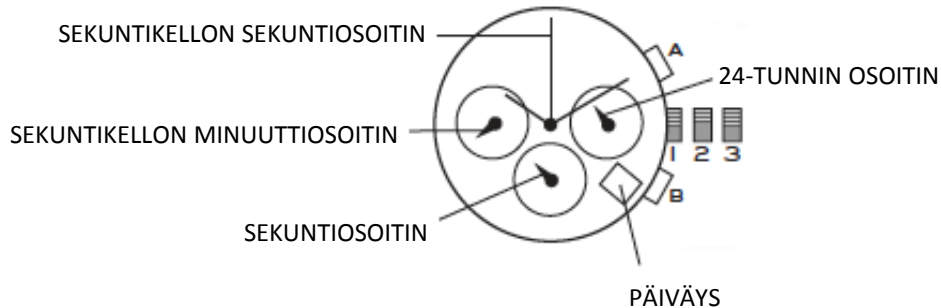 SEKUNTIKELLON SEKUNTIOSOITIN
A
24-TUNNIN OSOITIN
SEKUNTIKELLON MINUUTTIOSOITIN
1 2 3
B
SEKUNTIOSOITIN
PÄIVÄYS